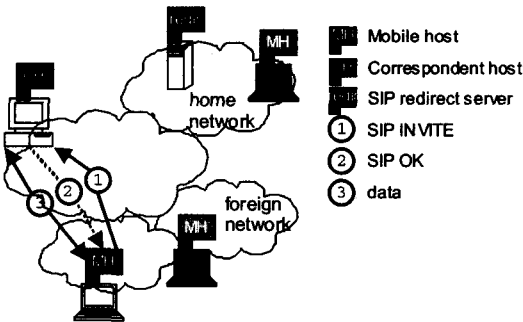 MH
home
network
foreign
network
MH
MH
1
2
3
Mobile host
Correspondent host
SIP redirect server
1 SIP INVITE
2 SIP OK
3 data